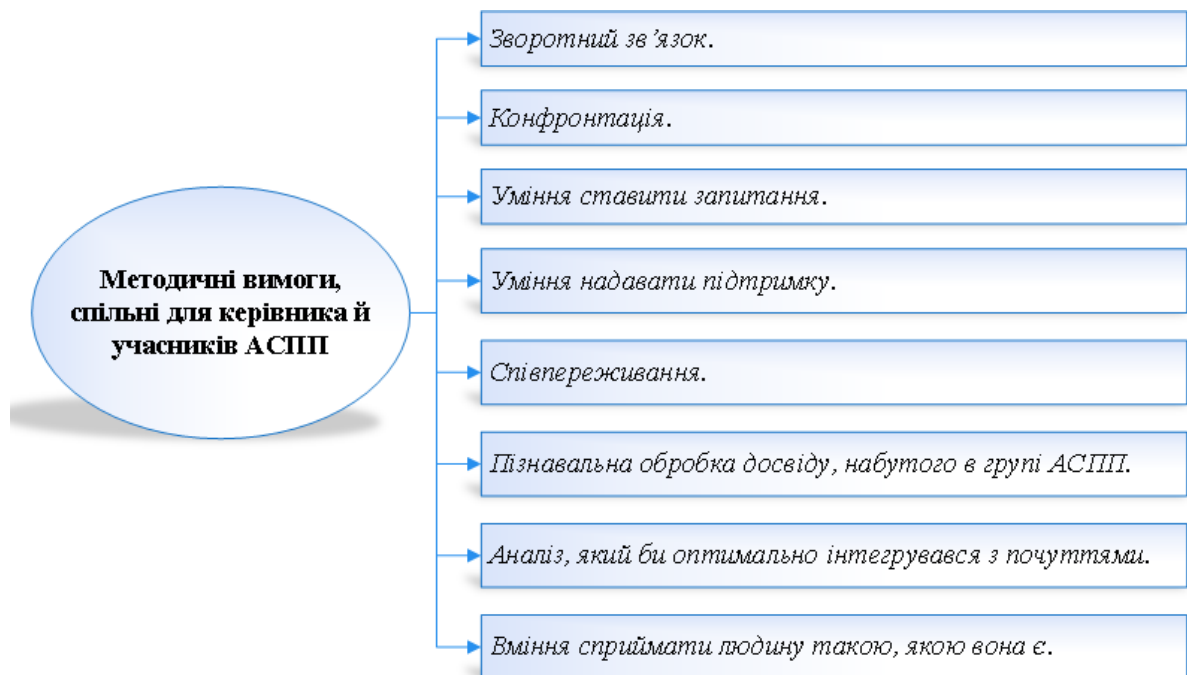 Зворотний зв’язок.
Конфронтація.
Уміння ставити запитання.
Методичні вимоги,
спільні для керівника й
учасників АСПП
Уміння надавати підтримку.
Співпереживання.
Пізнавальна обробка досвіду, набутого в групі АСПП.
Аналіз, який би оптимально інтегрувався з почуттями.
Вміння сприймати людину такою, якою вона є.